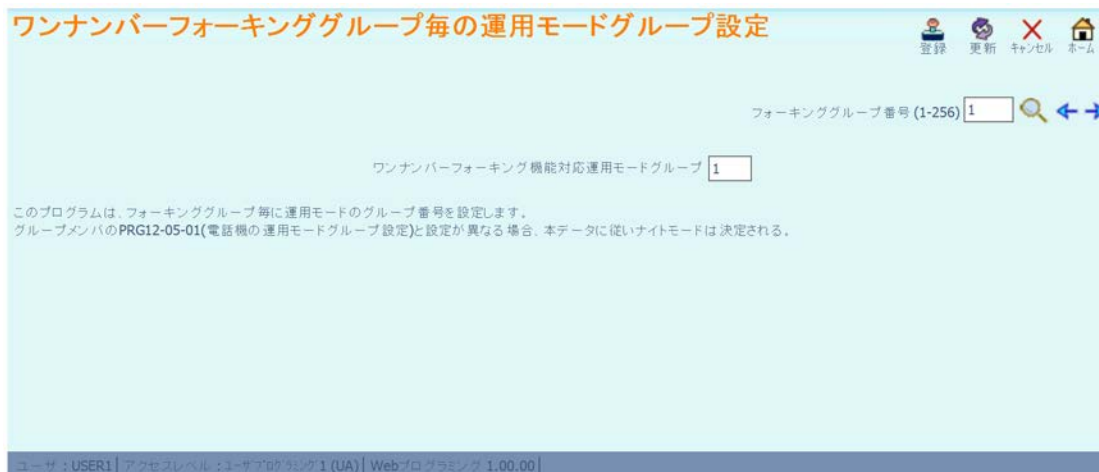 ワンナンバーフォーキンググループ毎の運用モードグループ設定
登録 更新 キャンセル ホーム
フォーキンググループ番号 (1-256) 1
ワンナンバーフォーキング機能対応運用モードグループ 1
このプログラムは、フォーキンググループ毎に運用モードのグループ番号を設定します。
グループメンバのPRG12-05-01(電話機の運用モードグループ設定)と設定が異なる場合、本データに従いナイトモードは決定される。
ユーザ : USER1 アクセスレベル : ユーザプログラミング1 (UA) Webプログラミング 1.00.00